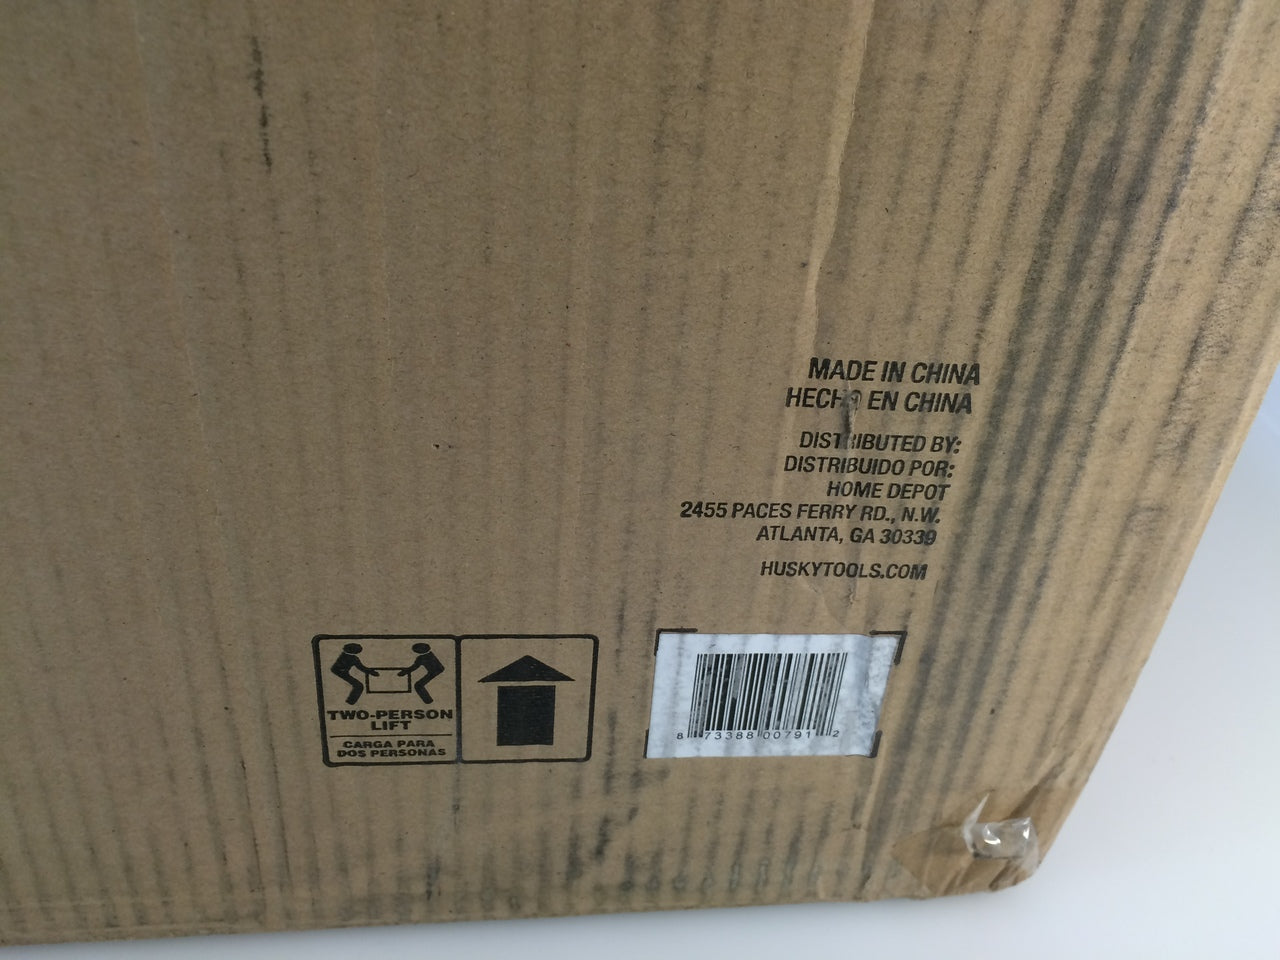 MADE IN CHINA
HECHO EN CHINA
DISTRIBUTED BY:
DISTRIBUIDO POR:
HOME DEPOT
2455 PACES FERRY RD., N.W.
ATLANTA, GA 30339
HUSKYTOOLS.COM
TWO-PERSON
LIFT
CARGA PARA
DOS PERSONAS
8 73388 00791 2